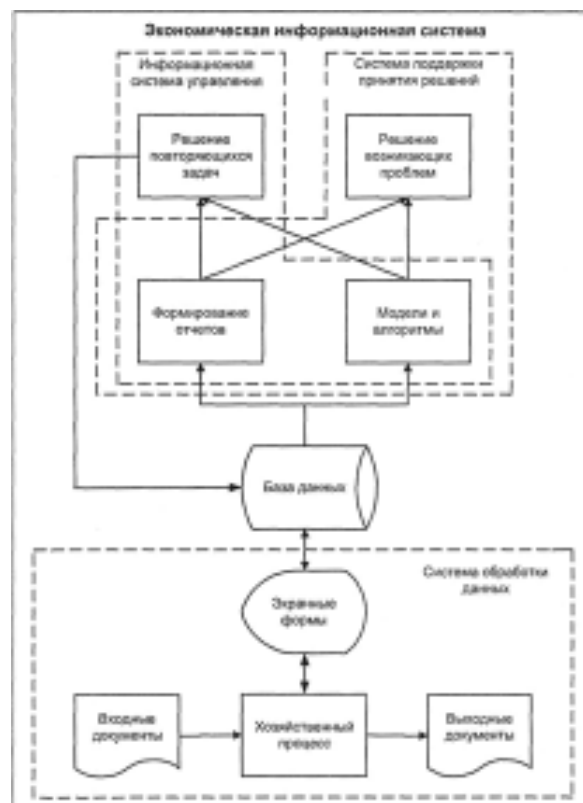 Экономическая информационная система
Информационная
система управления
Система поддержки
принятия решений
Решение
повторяющихся
задач
Решение
возникающих
проблем
Формирование
отчетов
Модели и
алгоритмы
База данных
Система обработки
данных
Экранные
формы
Входные
документы
Хозяйственный
процесс
Выходные
документы